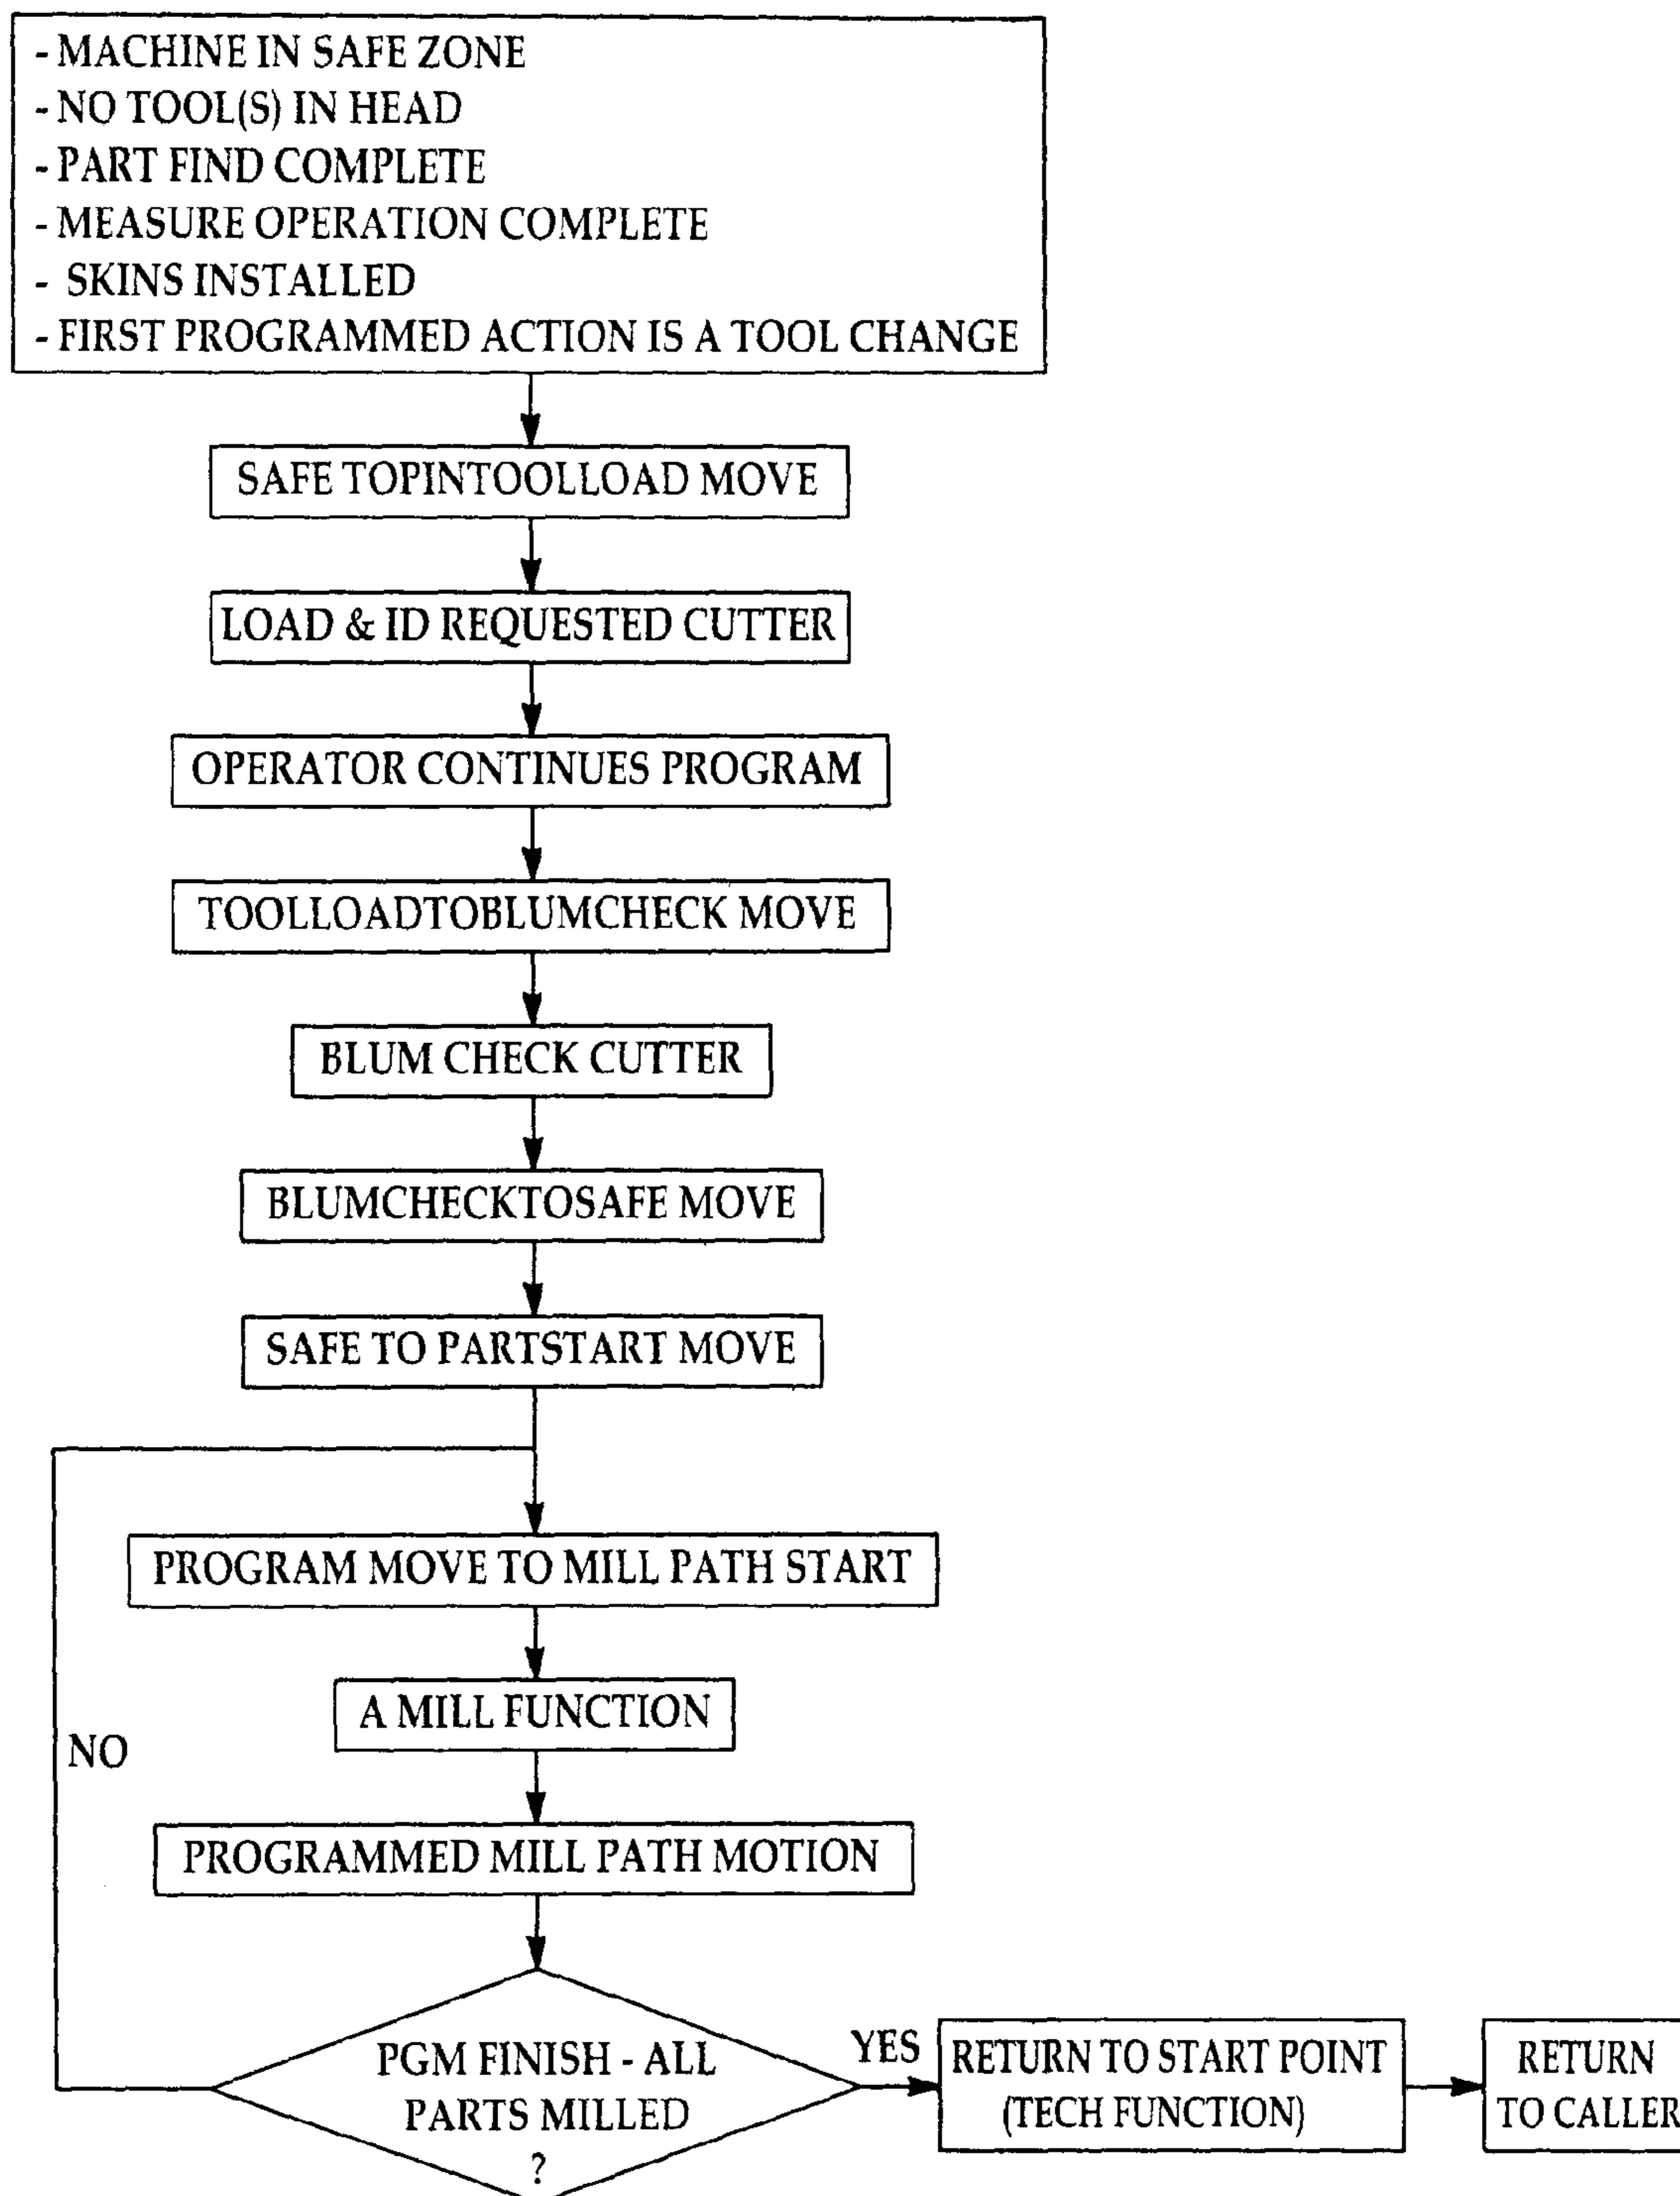 - MACHINE IN SAFE ZONE
- NO TOOL(S) IN HEAD
- PART FIND COMPLETE
- MEASURE OPERATION COMPLETE
- SKINS INSTALLED
- FIRST PROGRAMMED ACTION IS A TOOL CHANGE
SAFE TOPINTOOLLOAD MOVE
LOAD & ID REQUESTED CUTTER
OPERATOR CONTINUES PROGRAM
TOOLLOADTOBLUMCHECK MOVE
BLUM CHECK CUTTER
BLUMCHECKTOSAFE MOVE
SAFE TO PARTSTART MOVE
PROGRAM MOVE TO MILL PATH START
A MILL FUNCTION
NO
PROGRAMMED MILL PATH MOTION
PGM FINISH - ALL
PARTS MILLED
?
YES
RETURN TO START POINT
(TECH FUNCTION)
RETURN
TO CALLER